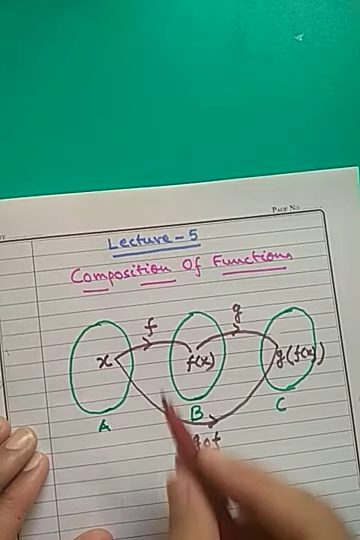 PAGE NO
Lecture - 5
Composition Of Functions
f
g
x
f(x)
g(f(x))
A
B
C
gof